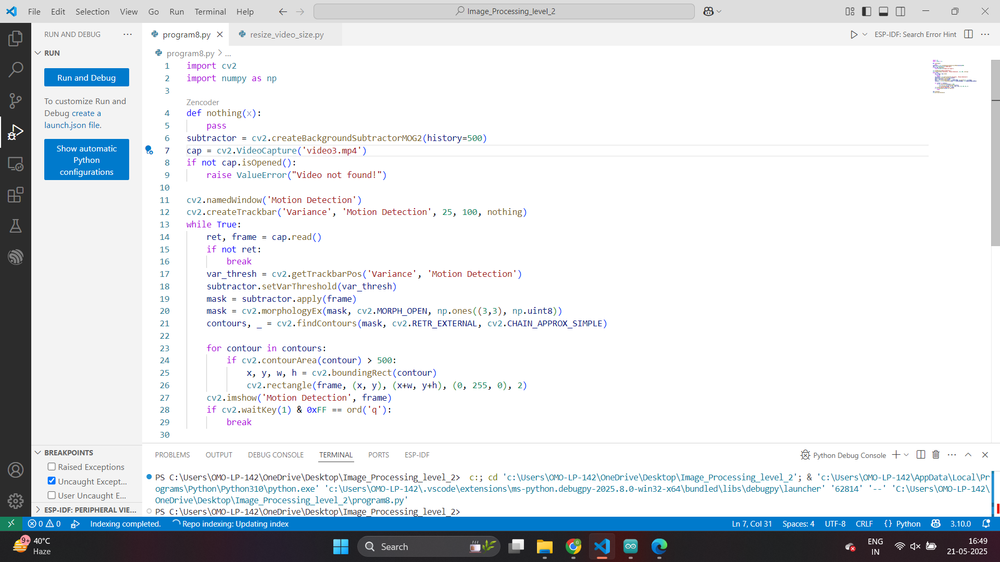 File Edit Selection View Go Run Terminal Help
Image_Processing_level_2
RUN AND DEBUG
RUN
Run and Debug
To customize Run and
Debug create a
launch.json file.
Show automatic
Python
configurations
BREAKPOINTS
Raised Exceptions
Uncaught Except...
User Uncaught E...
ESP-IDF: PERIPHERAL VIE...
program8.py
resize_video_size.py
ESP-IDF: Search Error Hint
program8.py > ...
1 import cv2
2 import numpy as np
3
Zencoder
4 def nothing(x):
5     pass
6 subtractor = cv2.createBackgroundSubtractorMOG2(history=500)
7 cap = cv2.VideoCapture('video3.mp4')
8 if not cap.isOpened():
9     raise ValueError("Video not found!")
10
11 cv2.namedWindow('Motion Detection')
12 cv2.createTrackbar('Variance', 'Motion Detection', 25, 100, nothing)
13 while True:
14     ret, frame = cap.read()
15     if not ret:
16         break
17     var_thresh = cv2.getTrackbarPos('Variance', 'Motion Detection')
18     subtractor.setVarThreshold(var_thresh)
19     mask = subtractor.apply(frame)
20     mask = cv2.morphologyEx(mask, cv2.MORPH_OPEN, np.ones((3,3), np.uint8))
21     contours, _ = cv2.findContours(mask, cv2.RETR_EXTERNAL, cv2.CHAIN_APPROX_SIMPLE)
22
23     for contour in contours:
24         if cv2.contourArea(contour) > 500:
25             x, y, w, h = cv2.boundingRect(contour)
26             cv2.rectangle(frame, (x, y), (x+w, y+h), (0, 255, 0), 2)
27     cv2.imshow('Motion Detection', frame)
28     if cv2.waitKey(1) & 0xFF == ord('q'):
29         break
30
PROBLEMS OUTPUT DEBUG CONSOLE TERMINAL PORTS ESP-IDF
Python Debug Console
PS C:\Users\OMO-LP-142\OneDrive\Desktop\Image_Processing_level_2>  c:; cd 'c:\Users\OMO-LP-142\OneDrive\Desktop\Image_Processing_level_2'; & 'c:\Users\OMO-LP-142\AppData\Local\Pr
ograms\Python\Python310\python.exe' 'c:\Users\OMO-LP-142\.vscode\extensions\ms-python.debugpy-2025.8.0-win32-x64\bundled\libs\debugpy\launcher' '62814' '--' 'C:\Users\OMO-LP-142\
OneDrive\Desktop\Image_Processing_level_2\program8.py'
PS C:\Users\OMO-LP-142\OneDrive\Desktop\Image_Processing_level_2>
0 0 Indexing completed. Repo indexing: Updating index
Ln 7, Col 31 Spaces: 4 UTF-8 CRLF {} Python 3.10.0
9+
40°C
Haze
Search
ENG
IN
16:49
21-05-2025